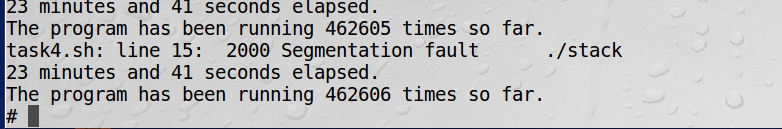 23 minutes and 41 seconds elapsed.
The program has been running 462605 times so far.
task4.sh: line 15:  2000 Segmentation fault      ./stack
23 minutes and 41 seconds elapsed.
The program has been running 462606 times so far.
#